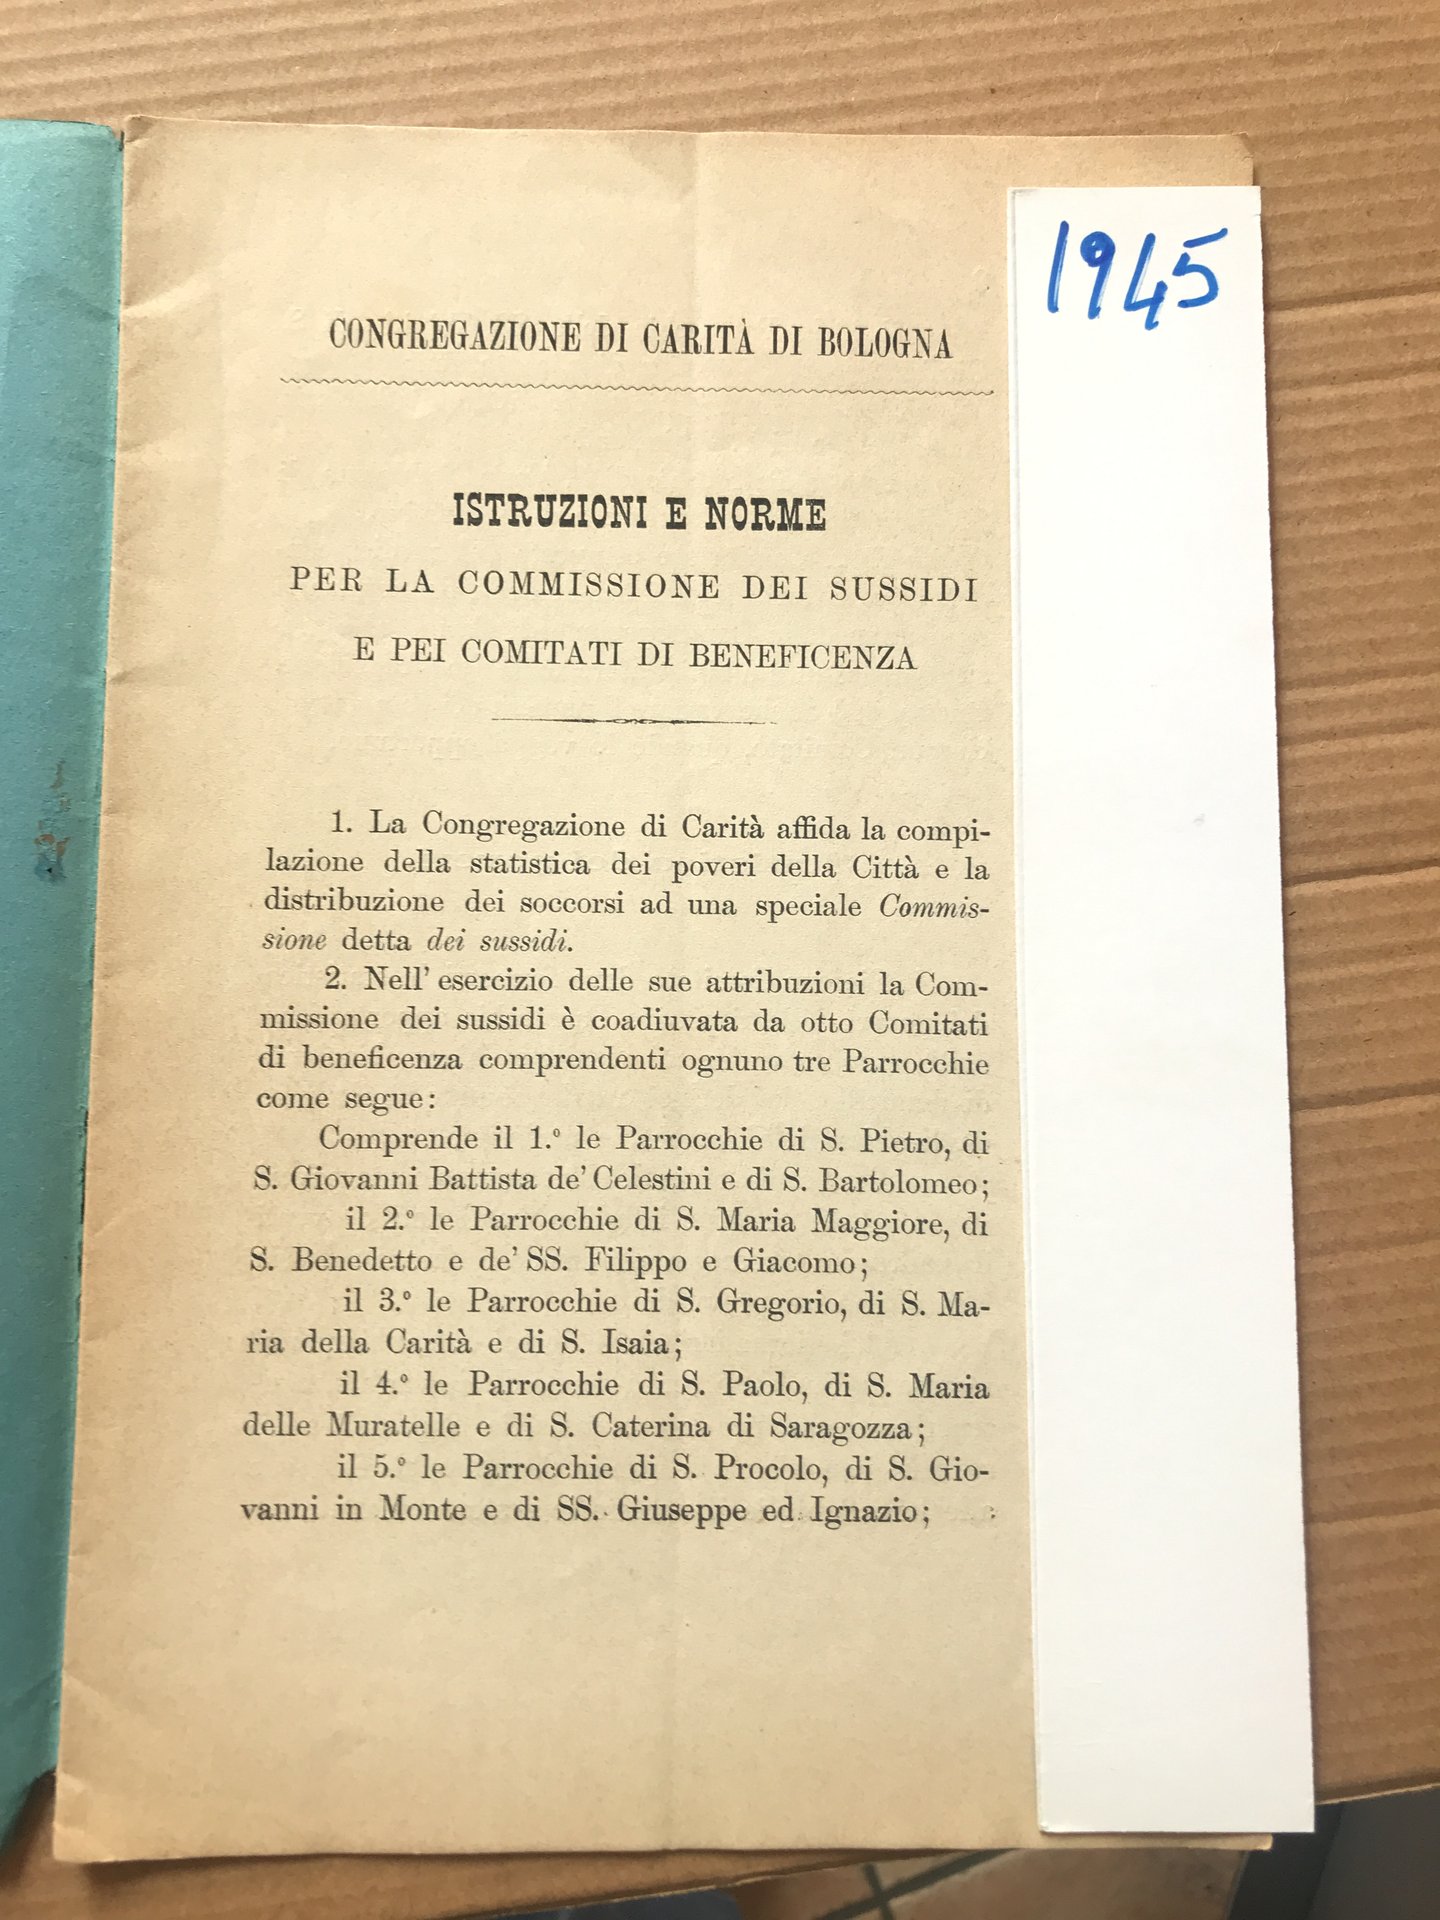 1945
CONGREGAZIONE DI CARITÀ DI BOLOGNA
ISTRUZIONI E NORME
PER LA COMMISSIONE DEI SUSSIDI
E PEI COMITATI DI BENEFICENZA
1. La Congregazione di Carità affida la compi-
lazione della statistica dei poveri della Città e la
distribuzione dei soccorsi ad una speciale Commis-
sione detta dei sussidi.
2. Nell' esercizio delle sue attribuzioni la Com-
missione dei sussidi è coadiuvata da otto Comitati
di beneficenza comprendenti ognuno tre Parrocchie
come segue:
Comprende il 1.º le Parrocchie di S. Pietro, di
S. Giovanni Battista de' Celestini e di S. Bartolomeo;
il 2.º le Parrocchie di S. Maria Maggiore, di
S. Benedetto e de' SS. Filippo e Giacomo;
il 3.º le Parrocchie di S. Gregorio, di S. Ma-
ria della Carità e di S. Isaia;
il 4.º le Parrocchie di S. Paolo, di S. Maria
delle Muratelle e di S. Caterina di Saragozza;
il 5.º le Parrocchie di S. Procolo, di S. Gio-
vanni in Monte e di SS. Giuseppe ed Ignazio;